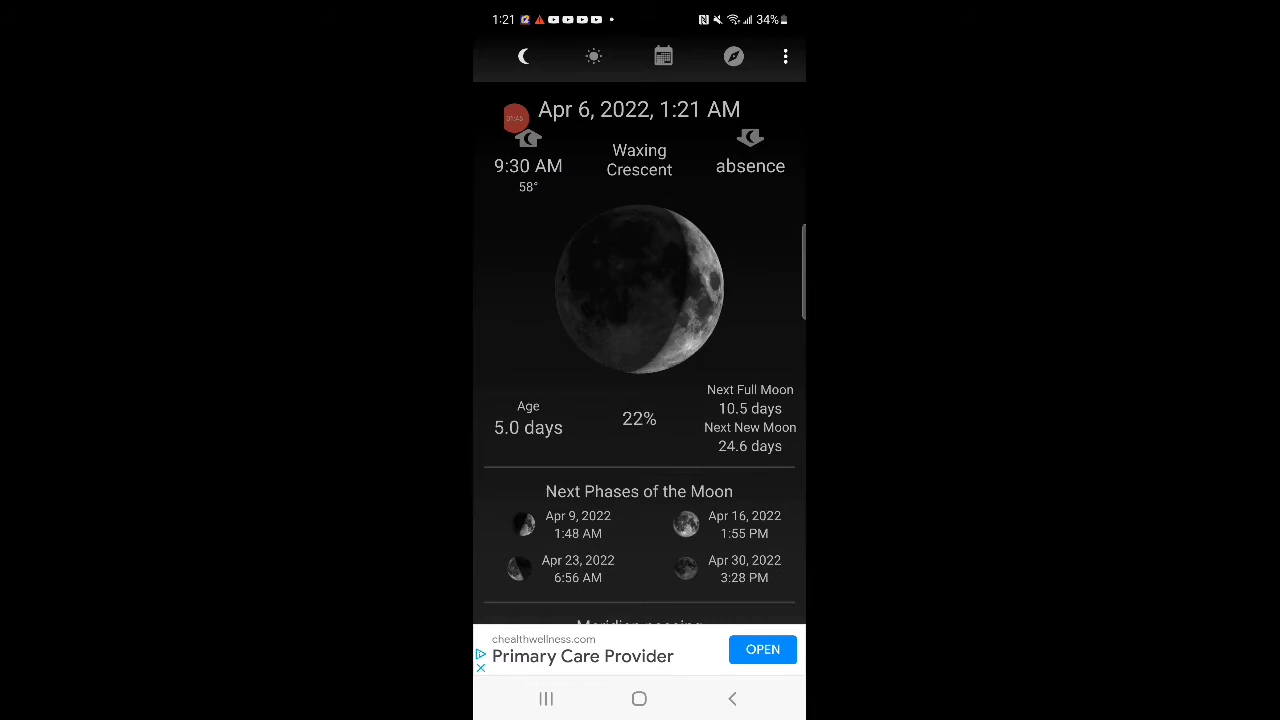 1:21
34%
Apr 6, 2022, 1:21 AM
01:45
9:30 AM
58°
Waxing
Crescent
absence
Age
5.0 days
22%
Next Full Moon
10.5 days
Next New Moon
24.6 days
Next Phases of the Moon
Apr 9, 2022
1:48 AM
Apr 16, 2022
1:55 PM
Apr 23, 2022
6:56 AM
Apr 30, 2022
3:28 PM
chealthwellness.com
Primary Care Provider
OPEN